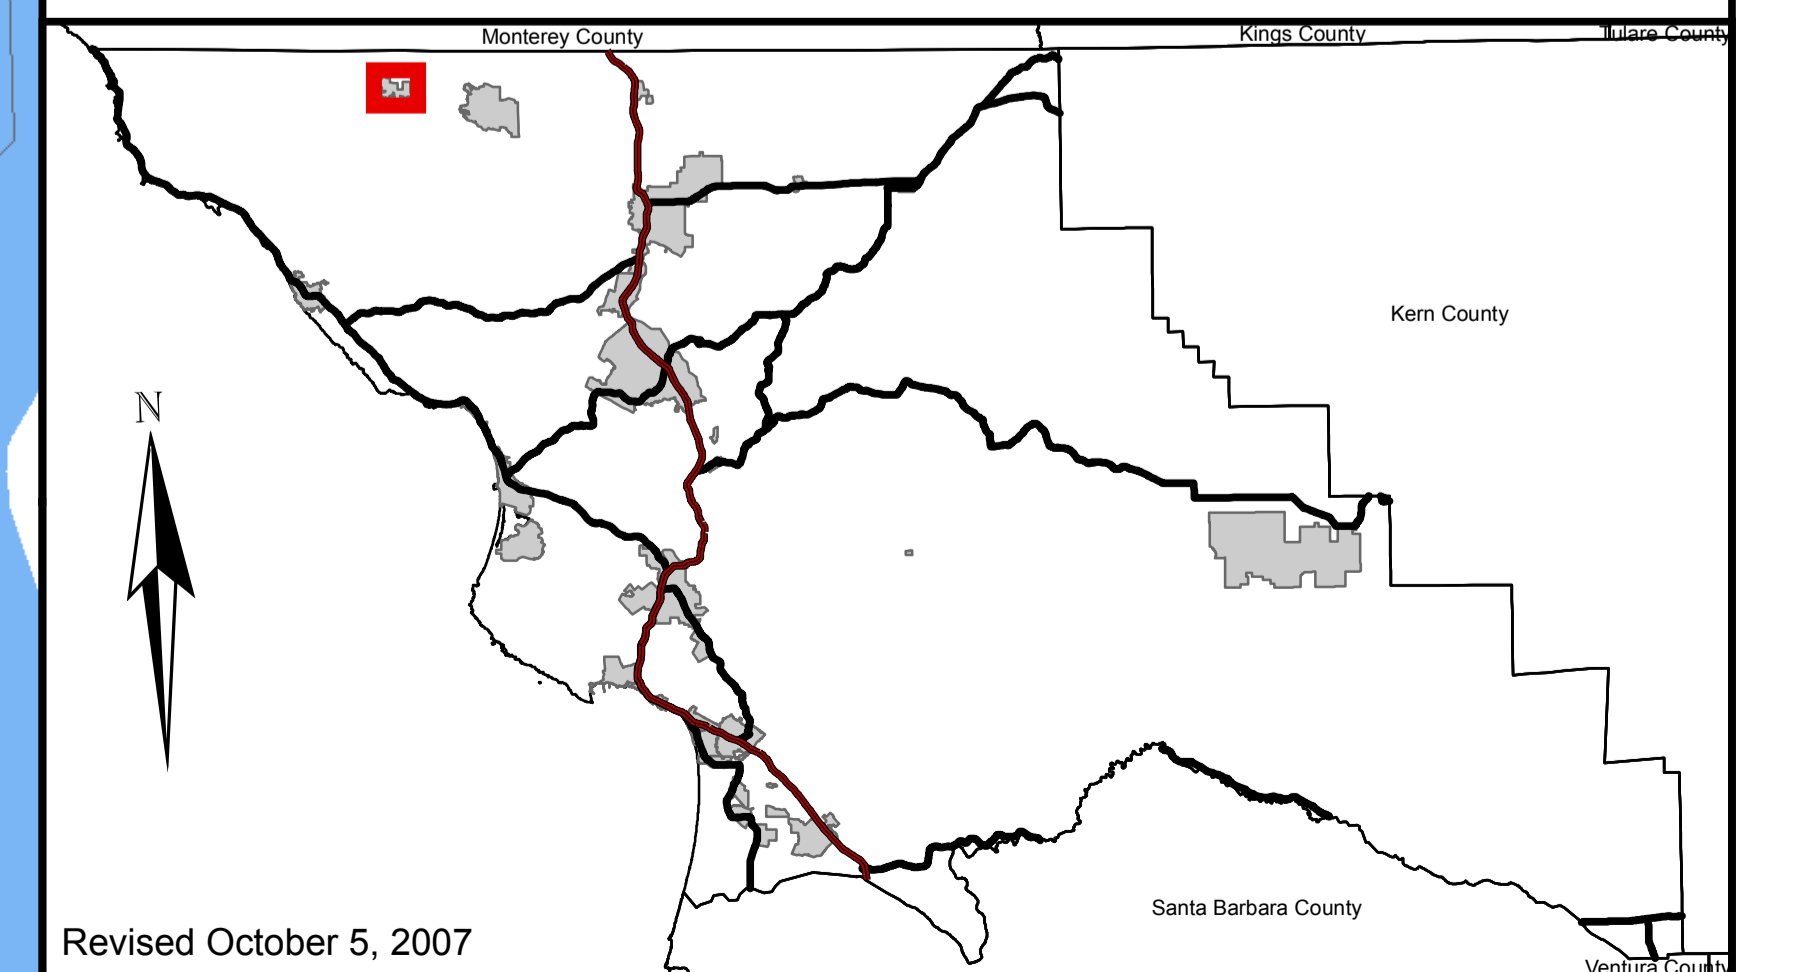 Monterey County
Kings County
Tulare County
Kern County
N
Santa Barbara County
Revised October 5, 2007
Ventura County